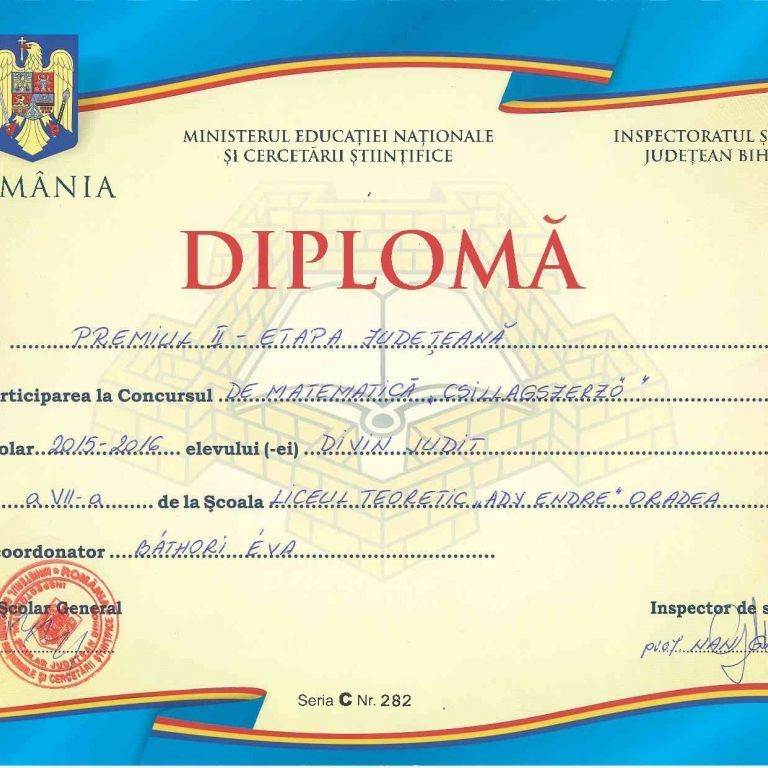 MINISTERUL EDUCAȚIEI NAȚIONALE
ȘI CERCETĂRII ȘTIINȚIFICE
INSPECTORATUL Ș
JUDEȚEAN BIH
MÂNIA
DIPLOMĂ
PREMIUL II - ETAPA JUDEȚEANĂ
rticiparea la Concursul DE MATEMATICĂ „CSILLAGSZERZŐ"
olar 2015-2016 elevului (-ei) DIVIN JUDIT
a VII-a de la Școala LICEUL TEORETIC „ADY ENDRE" ORADEA
coordonator BÁTHORI ÉVA
Școlar General
Inspector de s
prof. NAN
Seria C Nr. 282